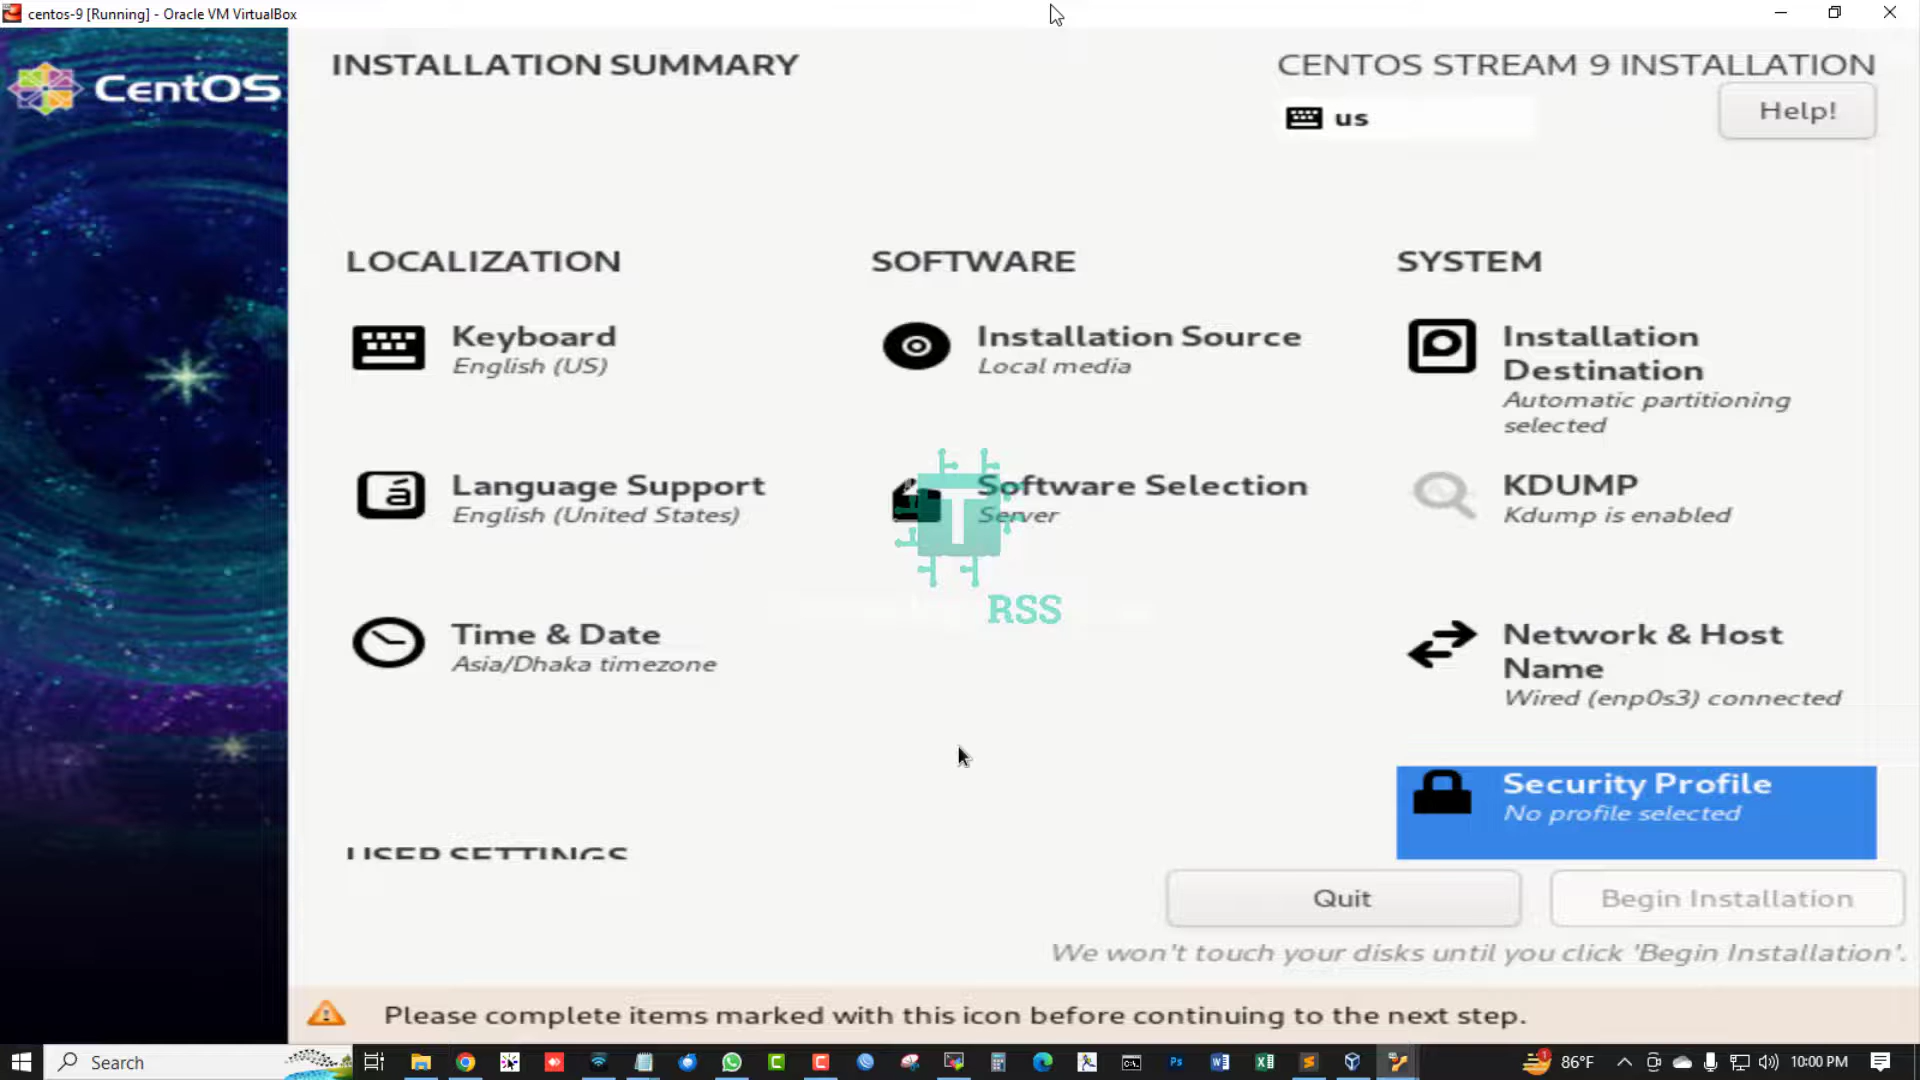 centos-9 [Running] - Oracle VM VirtualBox
CentOS
INSTALLATION SUMMARY
CENTOS STREAM 9 INSTALLATION
us
Help!
LOCALIZATION
SOFTWARE
SYSTEM
Keyboard
English (US)
Installation Source
Local media
Installation
Destination
Automatic partitioning
selected
Language Support
English (United States)
Software Selection
Server
KDUMP
Kdump is enabled
T
RSS
Time & Date
Asia/Dhaka timezone
Network & Host
Name
Wired (enp0s3) connected
Security Profile
No profile selected
USER SETTINGS
Quit
Begin Installation
We won't touch your disks until you click 'Begin Installation'.
Please complete items marked with this icon before continuing to the next step.
Search
86°F
10:00 PM